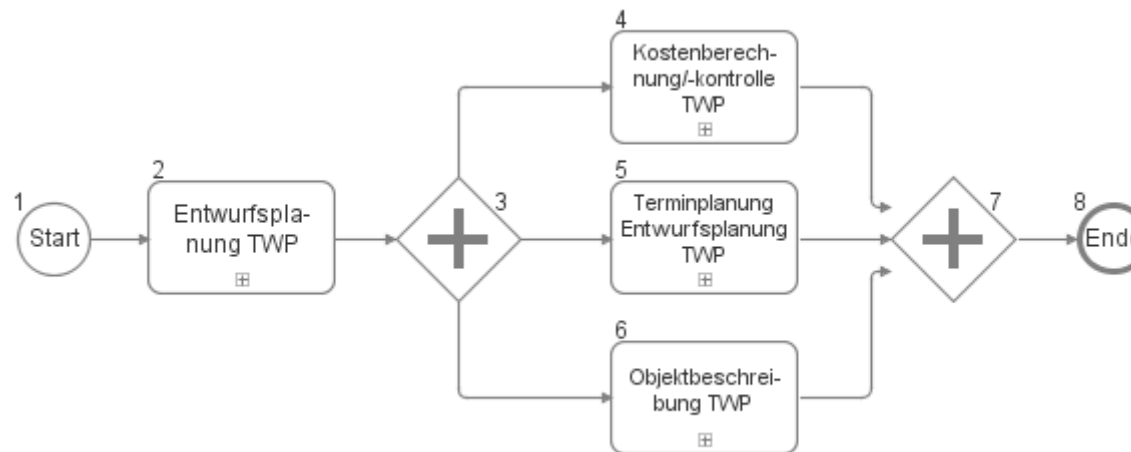 1
Start
2
Entwurfspla-
nung TWP
3
4
Kostenberech-
nung/-kontrolle
TWP
5
Terminplanung
Entwurfsplanung
TWP
6
Objektbeschrei-
bung TWP
7
8
Ende